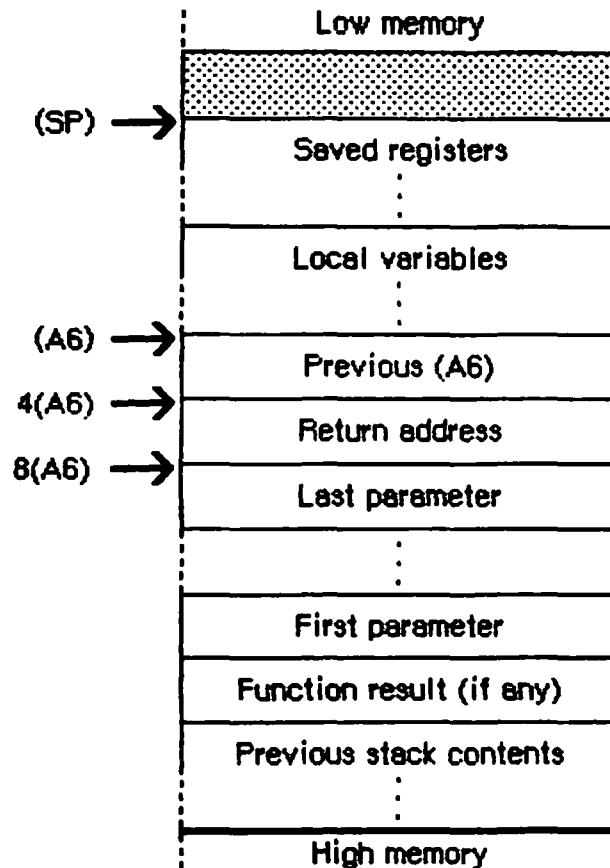 Low memory
(SP)
Saved registers
Local variables
(A6)
Previous (A6)
4(A6)
Return address
8(A6)
Last parameter
First parameter
Function result (if any)
Previous stack contents
High memory